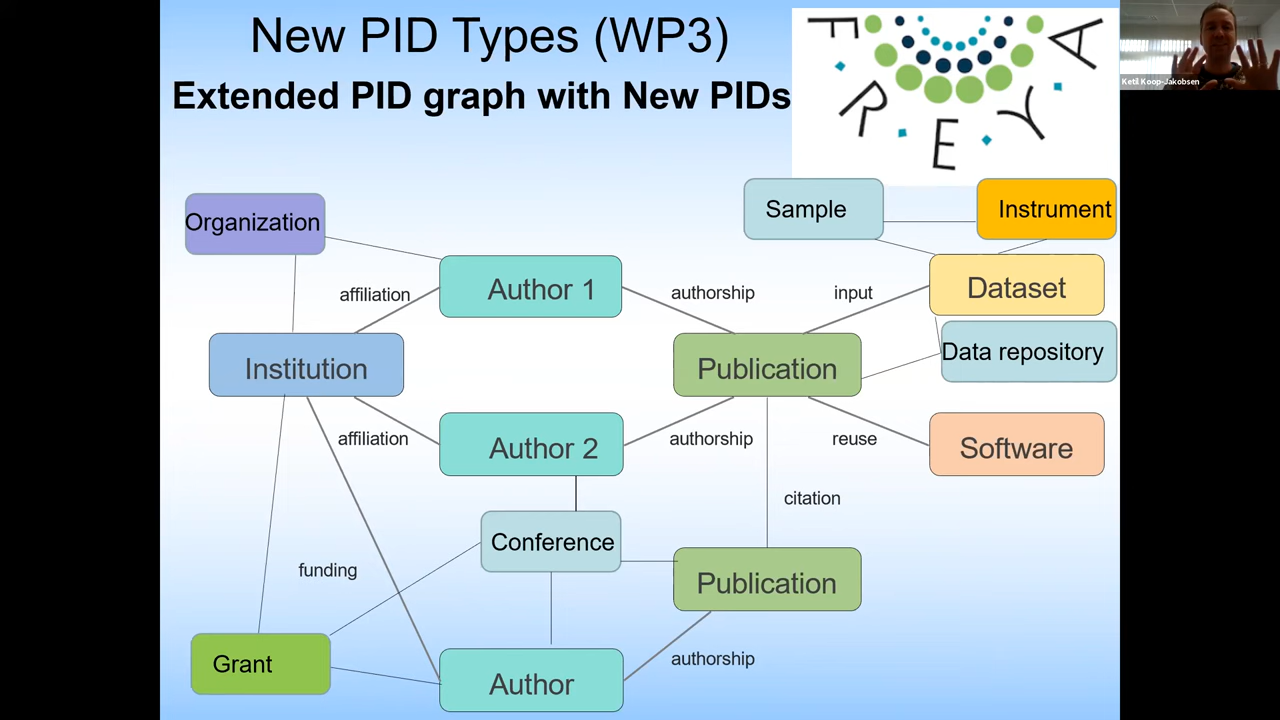 New PID Types (WP3)
Extended PID graph with New PIDs
F R E Y A
Ketil Koop-Jakobsen
Organization
Sample
Instrument
affiliation
Author 1
authorship
input
Dataset
Institution
Publication
Data repository
affiliation
Author 2
authorship
reuse
Software
citation
Conference
funding
Publication
Grant
authorship
Author